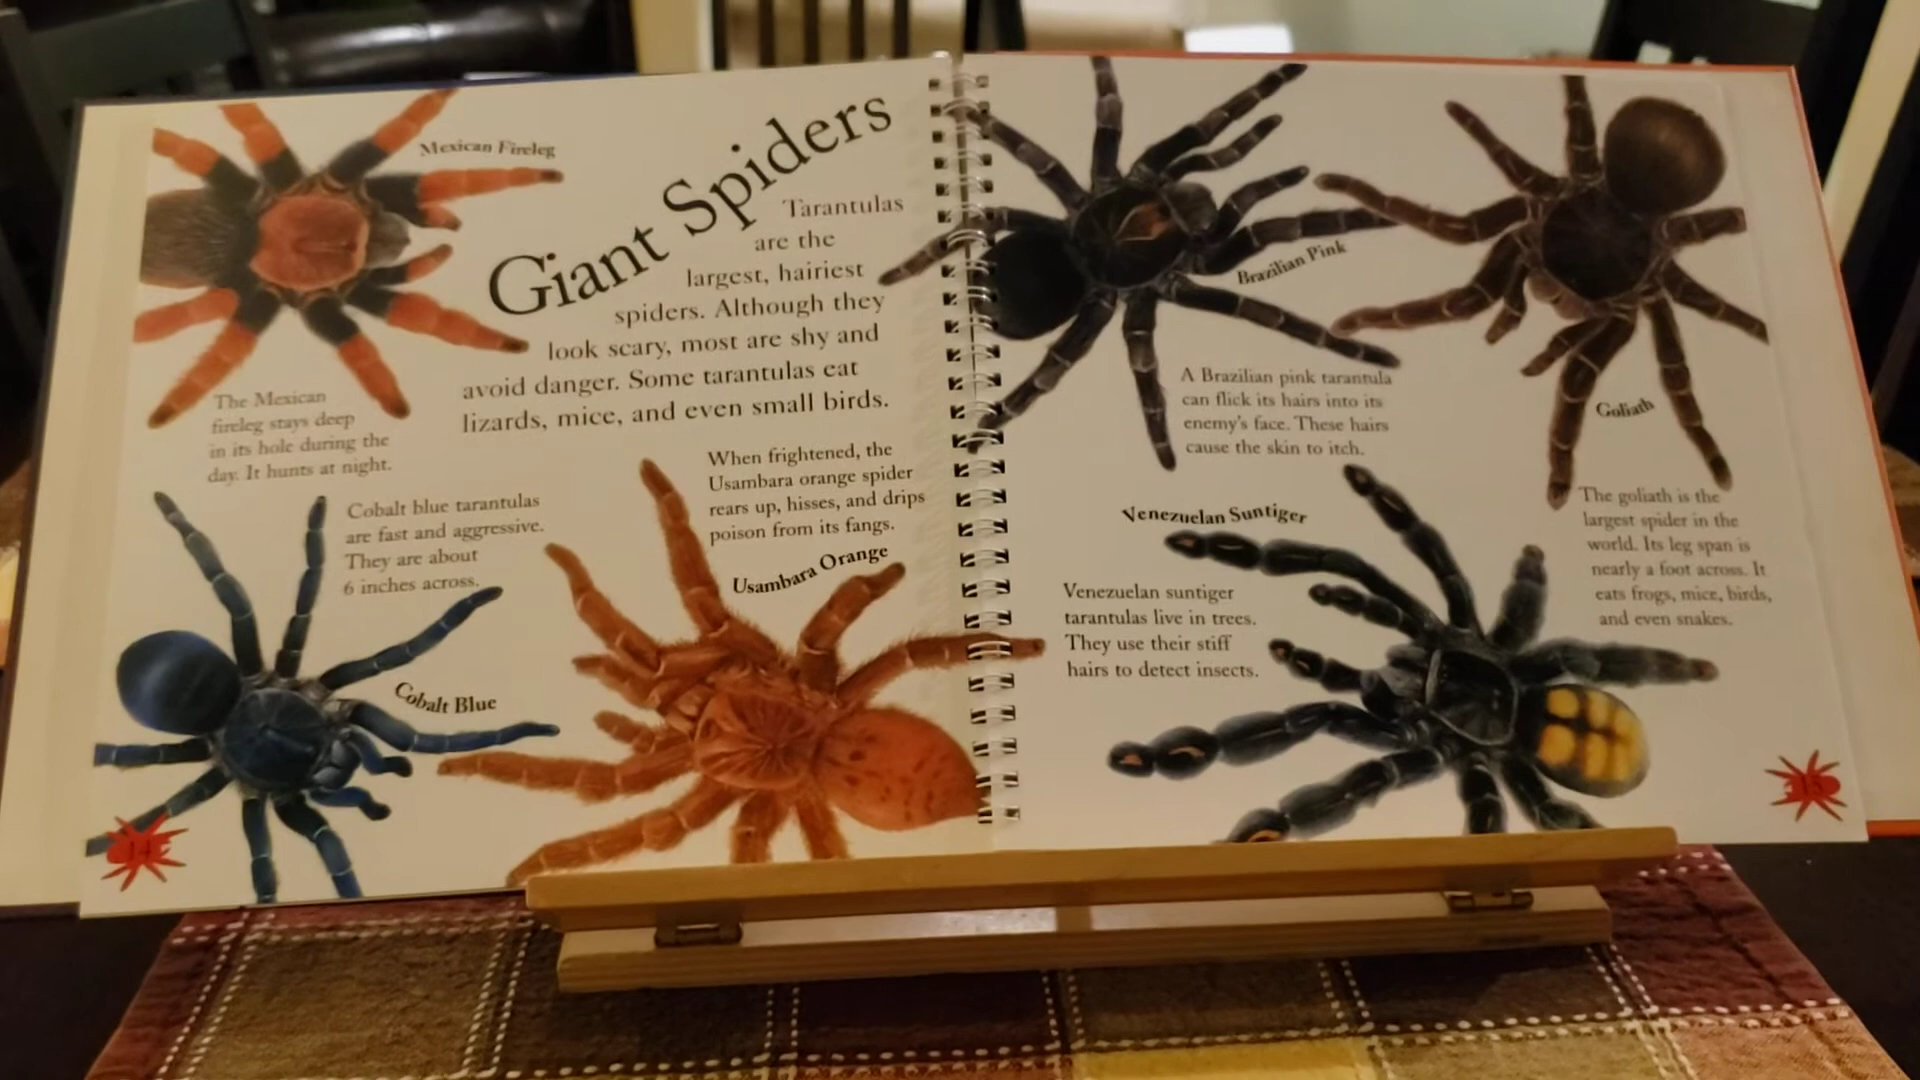 Mexican Fireleg
Giant Spiders
Tarantulas
are the
largest, hairiest
spiders. Although they
look scary, most are shy and
avoid danger. Some tarantulas eat
lizards, mice, and even small birds.
The Mexican
fireleg stays deep
in its hole during the
day. It hunts at night.
Cobalt blue tarantulas
are fast and aggressive.
They are about
6 inches across.
Cobalt Blue
When frightened, the
Usambara orange spider
rears up, hisses, and drips
poison from its fangs.
Usambara Orange
14
Brazilian Pink
A Brazilian pink tarantula
can flick its hairs into its
enemy's face. These hairs
cause the skin to itch.
Goliath
The goliath is the
largest spider in the
world. Its leg span is
nearly a foot across. It
eats frogs, mice, birds,
and even snakes.
Venezuelan Suntiger
Venezuelan suntiger
tarantulas live in trees.
They use their stiff
hairs to detect insects.
15